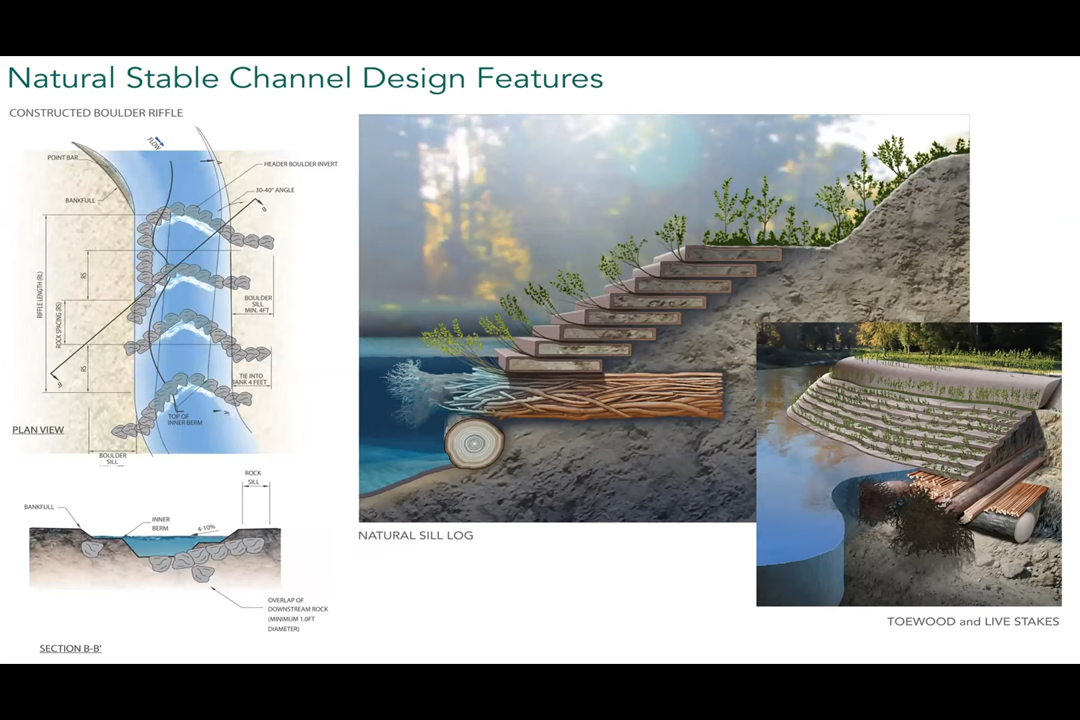 Natural Stable Channel Design Features
CONSTRUCTED BOULDER RIFFLE
FLOW
POINT BAR
HEADER BOULDER INVERT
30-40° ANGLE
BANKFULL
B
RIFFLE LENGTH (RL)
RS
ROCK SPACING (RS)
BOULDER
SILL
MIN. 4FT
RS
TIE INTO
BANK 4 FEET
TOP OF
INNER BERM
PLAN VIEW
BOULDER
SILL
ROCK
SILL
BANKFULL
INNER
BERM
4-10%
OVERLAP OF
DOWNSTREAM ROCK
(MINIMUM 1.0FT
DIAMETER)
SECTION B-B'
NATURAL SILL LOG
TOEWOOD and LIVE STAKES